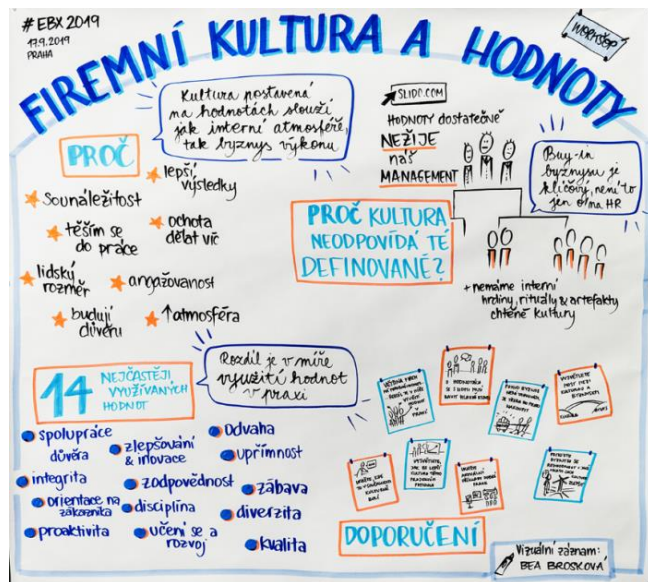 # EBX 2019
17.9.2019
PRAHA
FIREMNÍ KULTURA A HODNOTY
WORKSHOP
Kultura postavená
na hodnotách slouží
jak interní atmosféře,
tak byznys výkonu
PROČ
lepší
výsledky
Sounáležitost
těším se
do práce
ochota
dělat víc
lidský
rozměr
angažovanost
budují
důvěru
↑atmosféra
SLIDO.COM
HODNOTY dostatečně
NEŽIJE
náš
MANAGEMENT
Buy-in
byznysu je
klíčový, není to
jen o/na HR
PROČ KULTURA
NEODPOVÍDÁ TÉ
DEFINOVANÉ?
+ nemáme interní
hrdiny, rituály & artefakty
chtěné kultury
14 NEJČASTĚJI
VYUŽÍVANÝCH
HODNOT
Rozdíl je v míře
využití hodnot
v praxi
spolupráce
důvěra
zlepšování
& inovace
Odvaha
upřímnost
integrita
zodpovědnost
zábava
orientace na
zákazníka
disciplína
diverzita
proaktivita
učení se a
rozvoj
kvalita
DOPORUČENÍ
Vizuální záznam:
BEA BROSKOVÁ